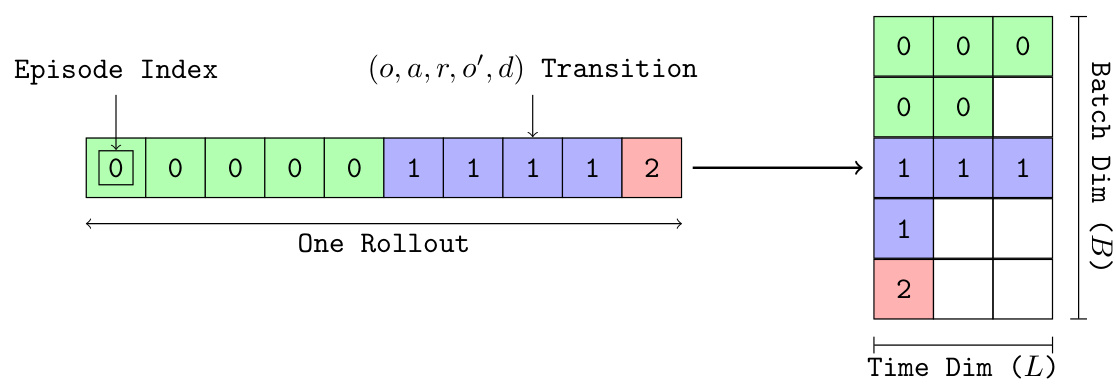 Episode Index
(o, a, r, o′, d) Transition
0 0 0 0 0 1 1 1 1 2
One Rollout
0 0 0
0 0
1 1 1
1
2
Batch Dim (B)
Time Dim (L)